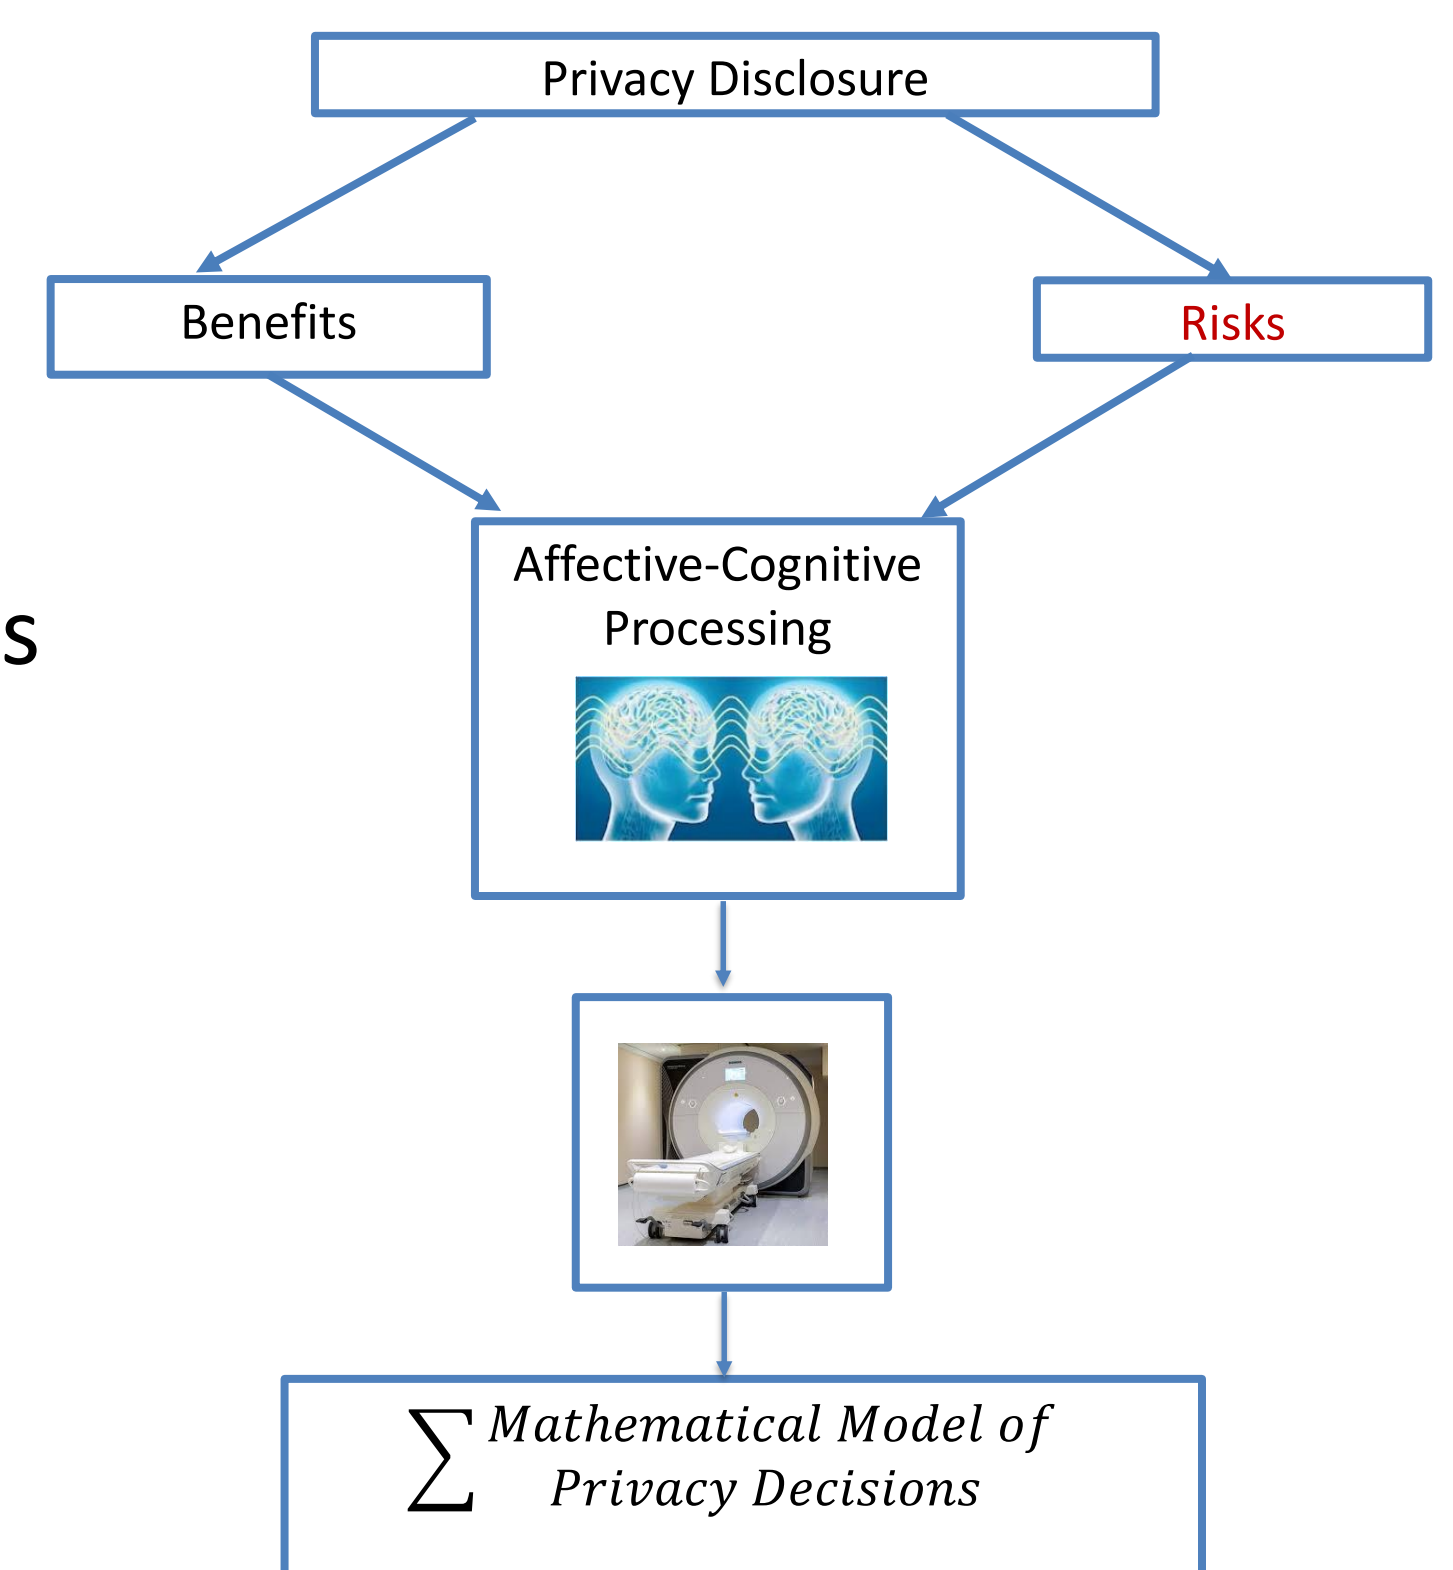 Privacy Disclosure
Benefits
Risks
Affective-Cognitive
Processing
s
∑ Mathematical Model of
Privacy Decisions